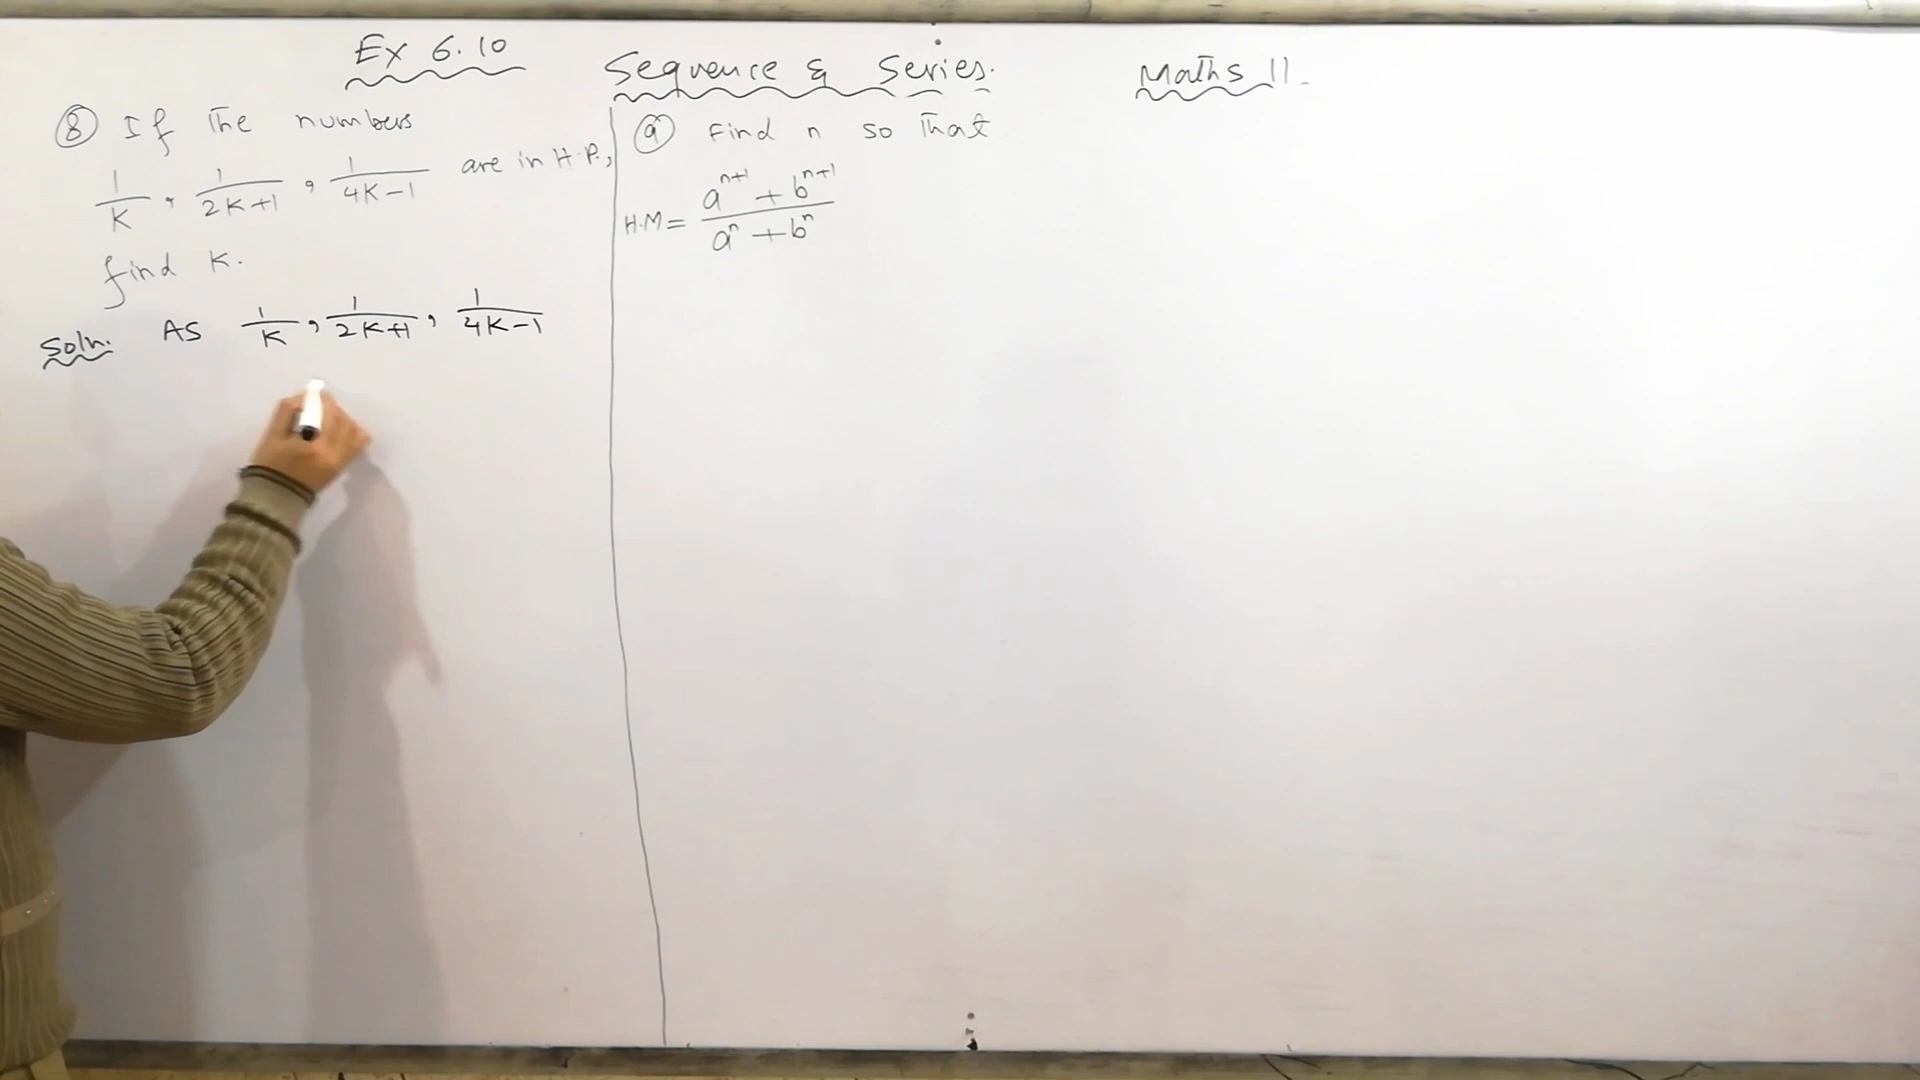 Ex 6.10
Sequence & Series.
Maths 11.
⑧ If The numbers
1/K, 1/2K+1, 1/4K-1 are in H.P.,
find K.
Soln. AS 1/K, 1/2K+1, 1/4K-1
⑨ Find n so That
H.M = a^n+1 + b^n+1 / a^n + b^n